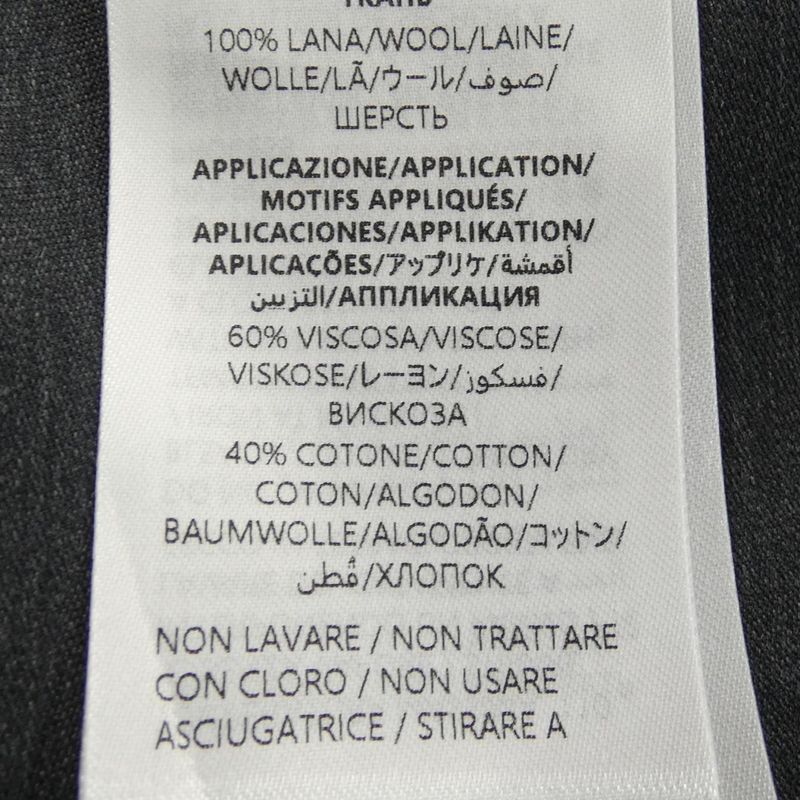 ТКАНЬ
100% LANA/WOOL/LAINE/
WOLLE/LÃ/ウール/صوف/
ШЕРСТЬ
APPLICAZIONE/APPLICATION/
MOTIFS APPLIQUÉS/
APLICACIONES/APPLIKATION/
APLICAÇÕES/アップリケ/أقمشة
التزيين/АППЛИКАЦИЯ
60% VISCOSA/VISCOSE/
VISKOSE/レーヨン/فسكوز/
ВИСКОЗА
40% COTONE/COTTON/
COTON/ALGODON/
BAUMWOLLE/ALGODÃO/コットン/
قُطن/ХЛОПОК
NON LAVARE / NON TRATTARE
CON CLORO / NON USARE
ASCIUGATRICE / STIRARE A